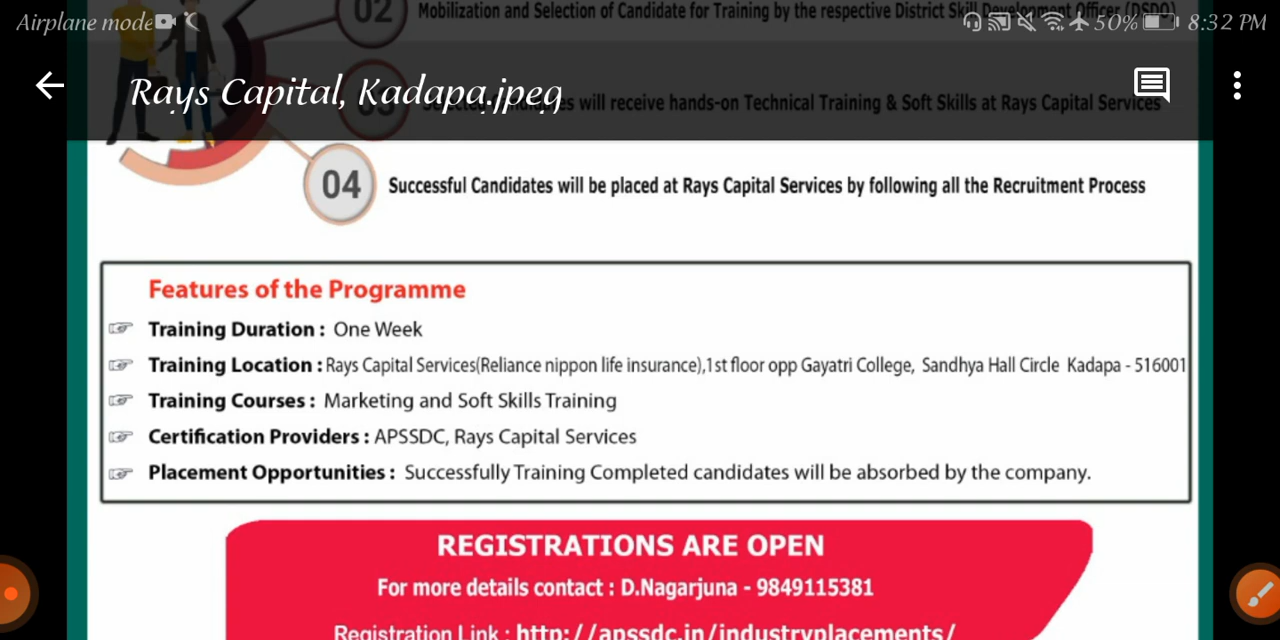 Airplane mode 50% 8:32 PM
02 Mobilization and Selection of Candidate for Training by the respective District Skill Development Officer (DSDO)
Rays Capital, Kadapa.jpeg
03 will receive hands-on Technical Training & Soft Skills at Rays Capital Services
04 Successful Candidates will be placed at Rays Capital Services by following all the Recruitment Process
Features of the Programme
Training Duration : One Week
Training Location : Rays Capital Services(Reliance nippon life insurance),1st floor opp Gayatri College, Sandhya Hall Circle Kadapa - 516001
Training Courses : Marketing and Soft Skills Training
Certification Providers : APSSDC, Rays Capital Services
Placement Opportunities : Successfully Training Completed candidates will be absorbed by the company.
REGISTRATIONS ARE OPEN
For more details contact : D.Nagarjuna - 9849115381
Registration Link : http://apssdc.in/industryplacements/